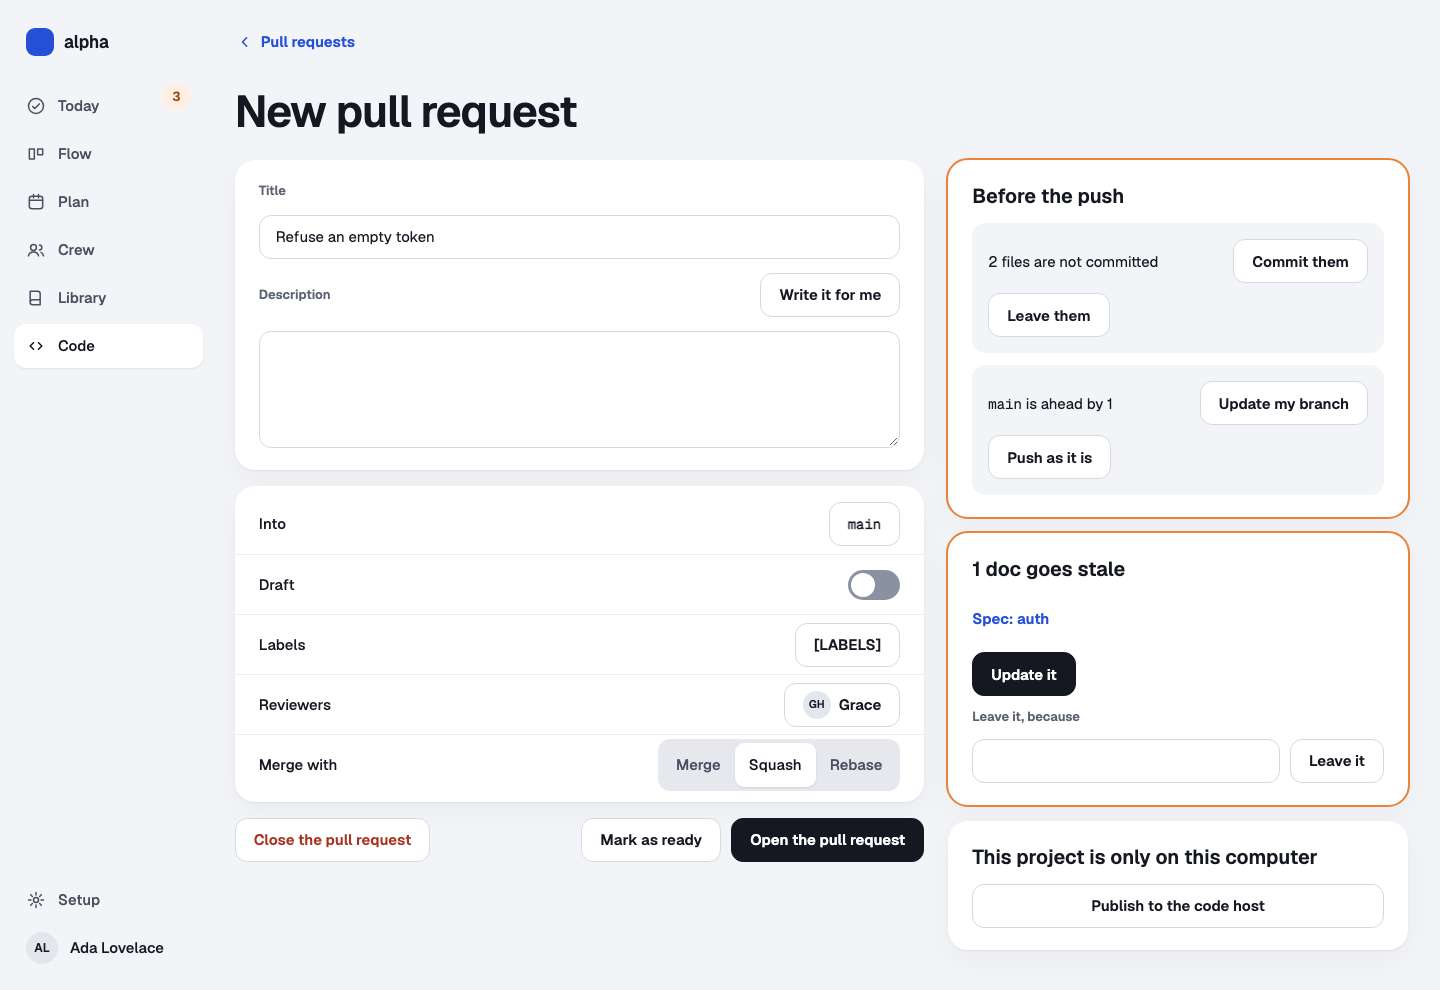 alpha
Today
3
Flow
Plan
Crew
Library
Code
Setup
AL
Ada Lovelace
Pull requests
New pull request
Title
Refuse an empty token
Description
Write it for me
Into
main
Draft
Labels
[LABELS]
Reviewers
GH Grace
Merge with
Merge Squash Rebase
Close the pull request
Mark as ready
Open the pull request
Before the push
2 files are not committed
Commit them
Leave them
main is ahead by 1
Update my branch
Push as it is
1 doc goes stale
Spec: auth
Update it
Leave it, because
Leave it
This project is only on this computer
Publish to the code host